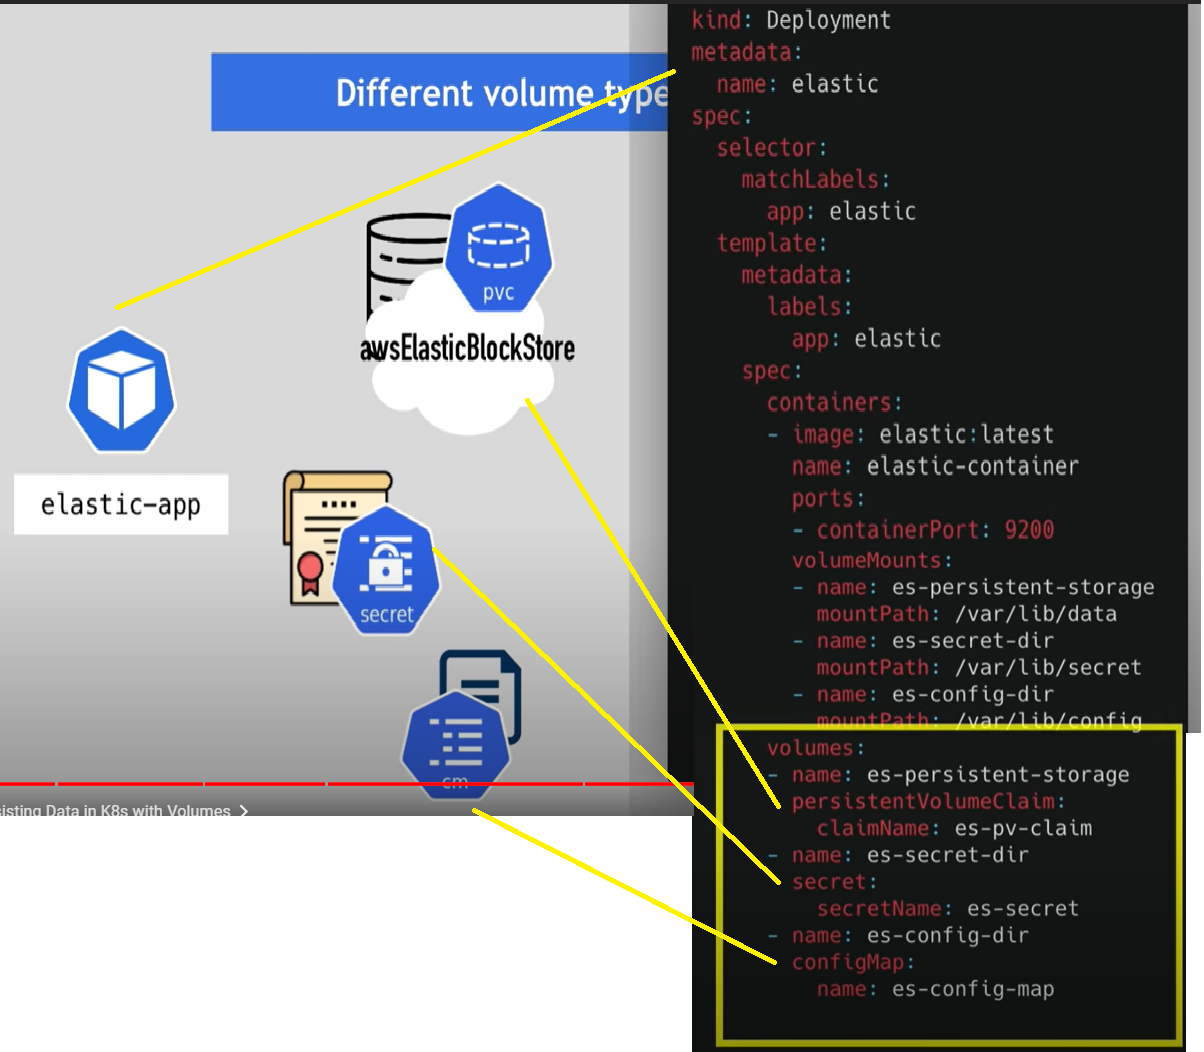 Different volume type
pvc
awsElasticBlockStore
elastic-app
secret
cm
sisting Data in K8s with Volumes
kind: Deployment
metadata:
name: elastic
spec:
selector:
matchLabels:
app: elastic
template:
metadata:
labels:
app: elastic
spec:
containers:
- image: elastic:latest
name: elastic-container
ports:
- containerPort: 9200
volumeMounts:
- name: es-persistent-storage
mountPath: /var/lib/data
- name: es-secret-dir
mountPath: /var/lib/secret
- name: es-config-dir
mountPath: /var/lib/config
volumes:
- name: es-persistent-storage
persistentVolumeClaim:
claimName: es-pv-claim
- name: es-secret-dir
secret:
secretName: es-secret
- name: es-config-dir
configMap:
name: es-config-map